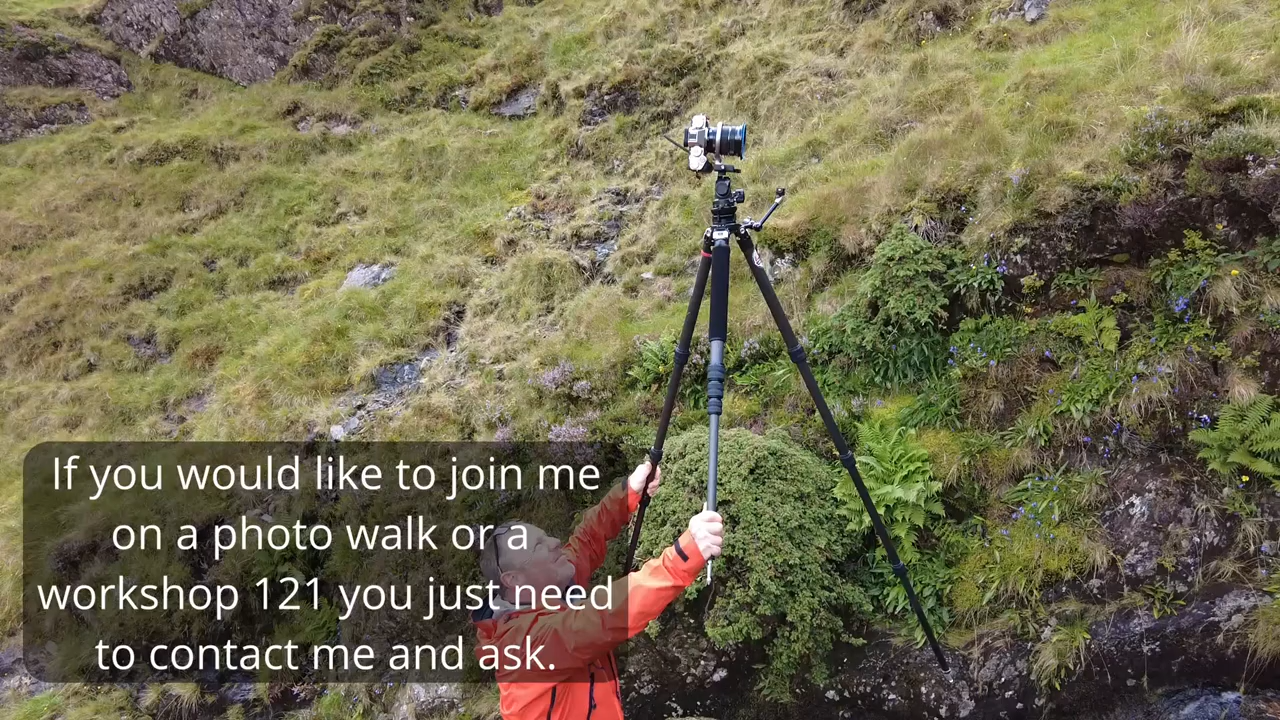 If you would like to join me
on a photo walk or a
workshop 121 you just need
to contact me and ask.